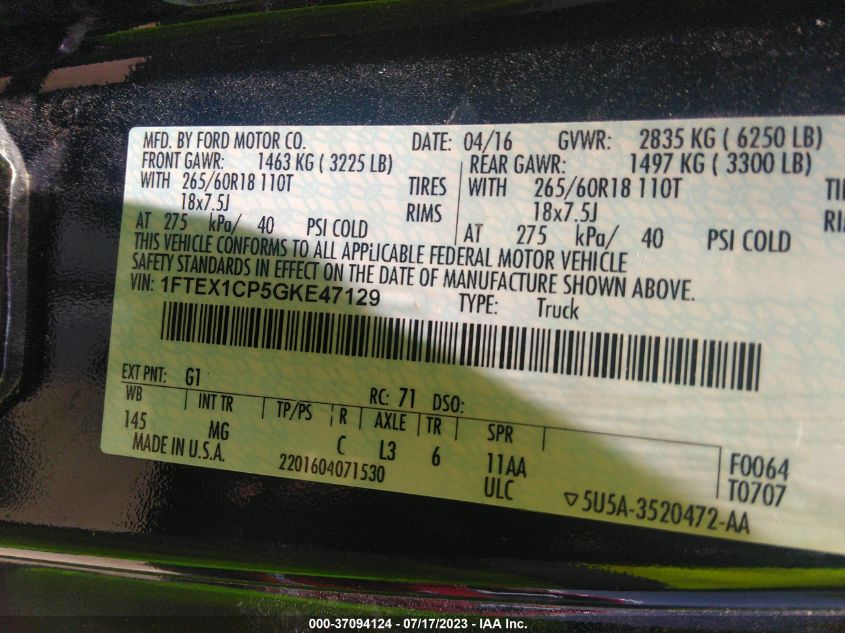 MFD. BY FORD MOTOR CO. DATE: 04/16 GVWR: 2835 KG ( 6250 LB)
FRONT GAWR: 1463 KG ( 3225 LB) REAR GAWR: 1497 KG ( 3300 LB)
WITH 265/60R18 110T TIRES WITH 265/60R18 110T
18x7.5J RIMS 18x7.5J
AT 275 kPa/ 40 PSI COLD AT 275 kPa/ 40 PSI COLD
THIS VEHICLE CONFORMS TO ALL APPLICABLE FEDERAL MOTOR VEHICLE
SAFETY STANDARDS IN EFFECT ON THE DATE OF MANUFACTURE SHOWN ABOVE.
VIN: 1FTEX1CP5GKE47129 TYPE: Truck
EXT PNT: G1 RC: 71 DSO:
WB INT TR TP/PS R AXLE TR SPR
145 MG C L3 6 11AA F0064
MADE IN U.S.A. 2201604071530 ULC T0707
▽5U5A-3520472-AA
000-37094124 - 07/17/2023 - IAA Inc.